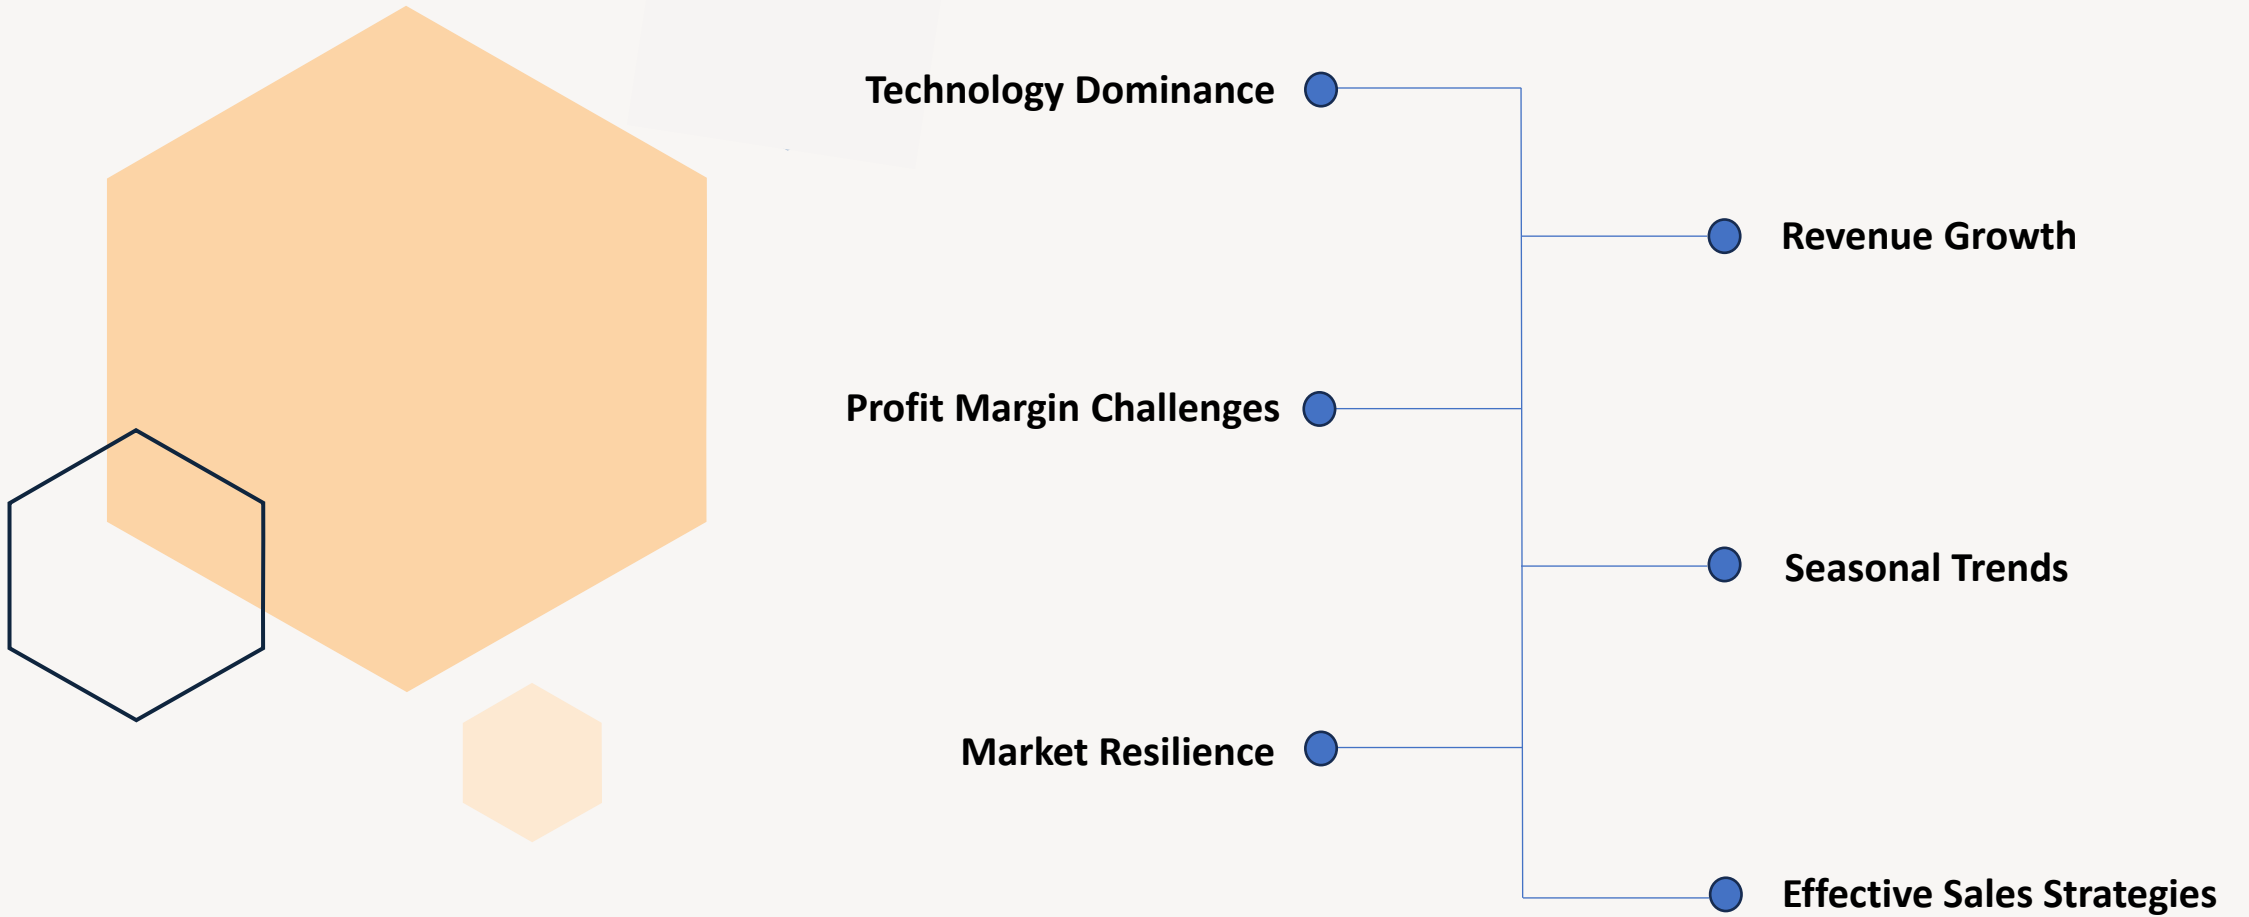 Technology Dominance
Revenue Growth
Profit Margin Challenges
Seasonal Trends
Market Resilience
Effective Sales Strategies